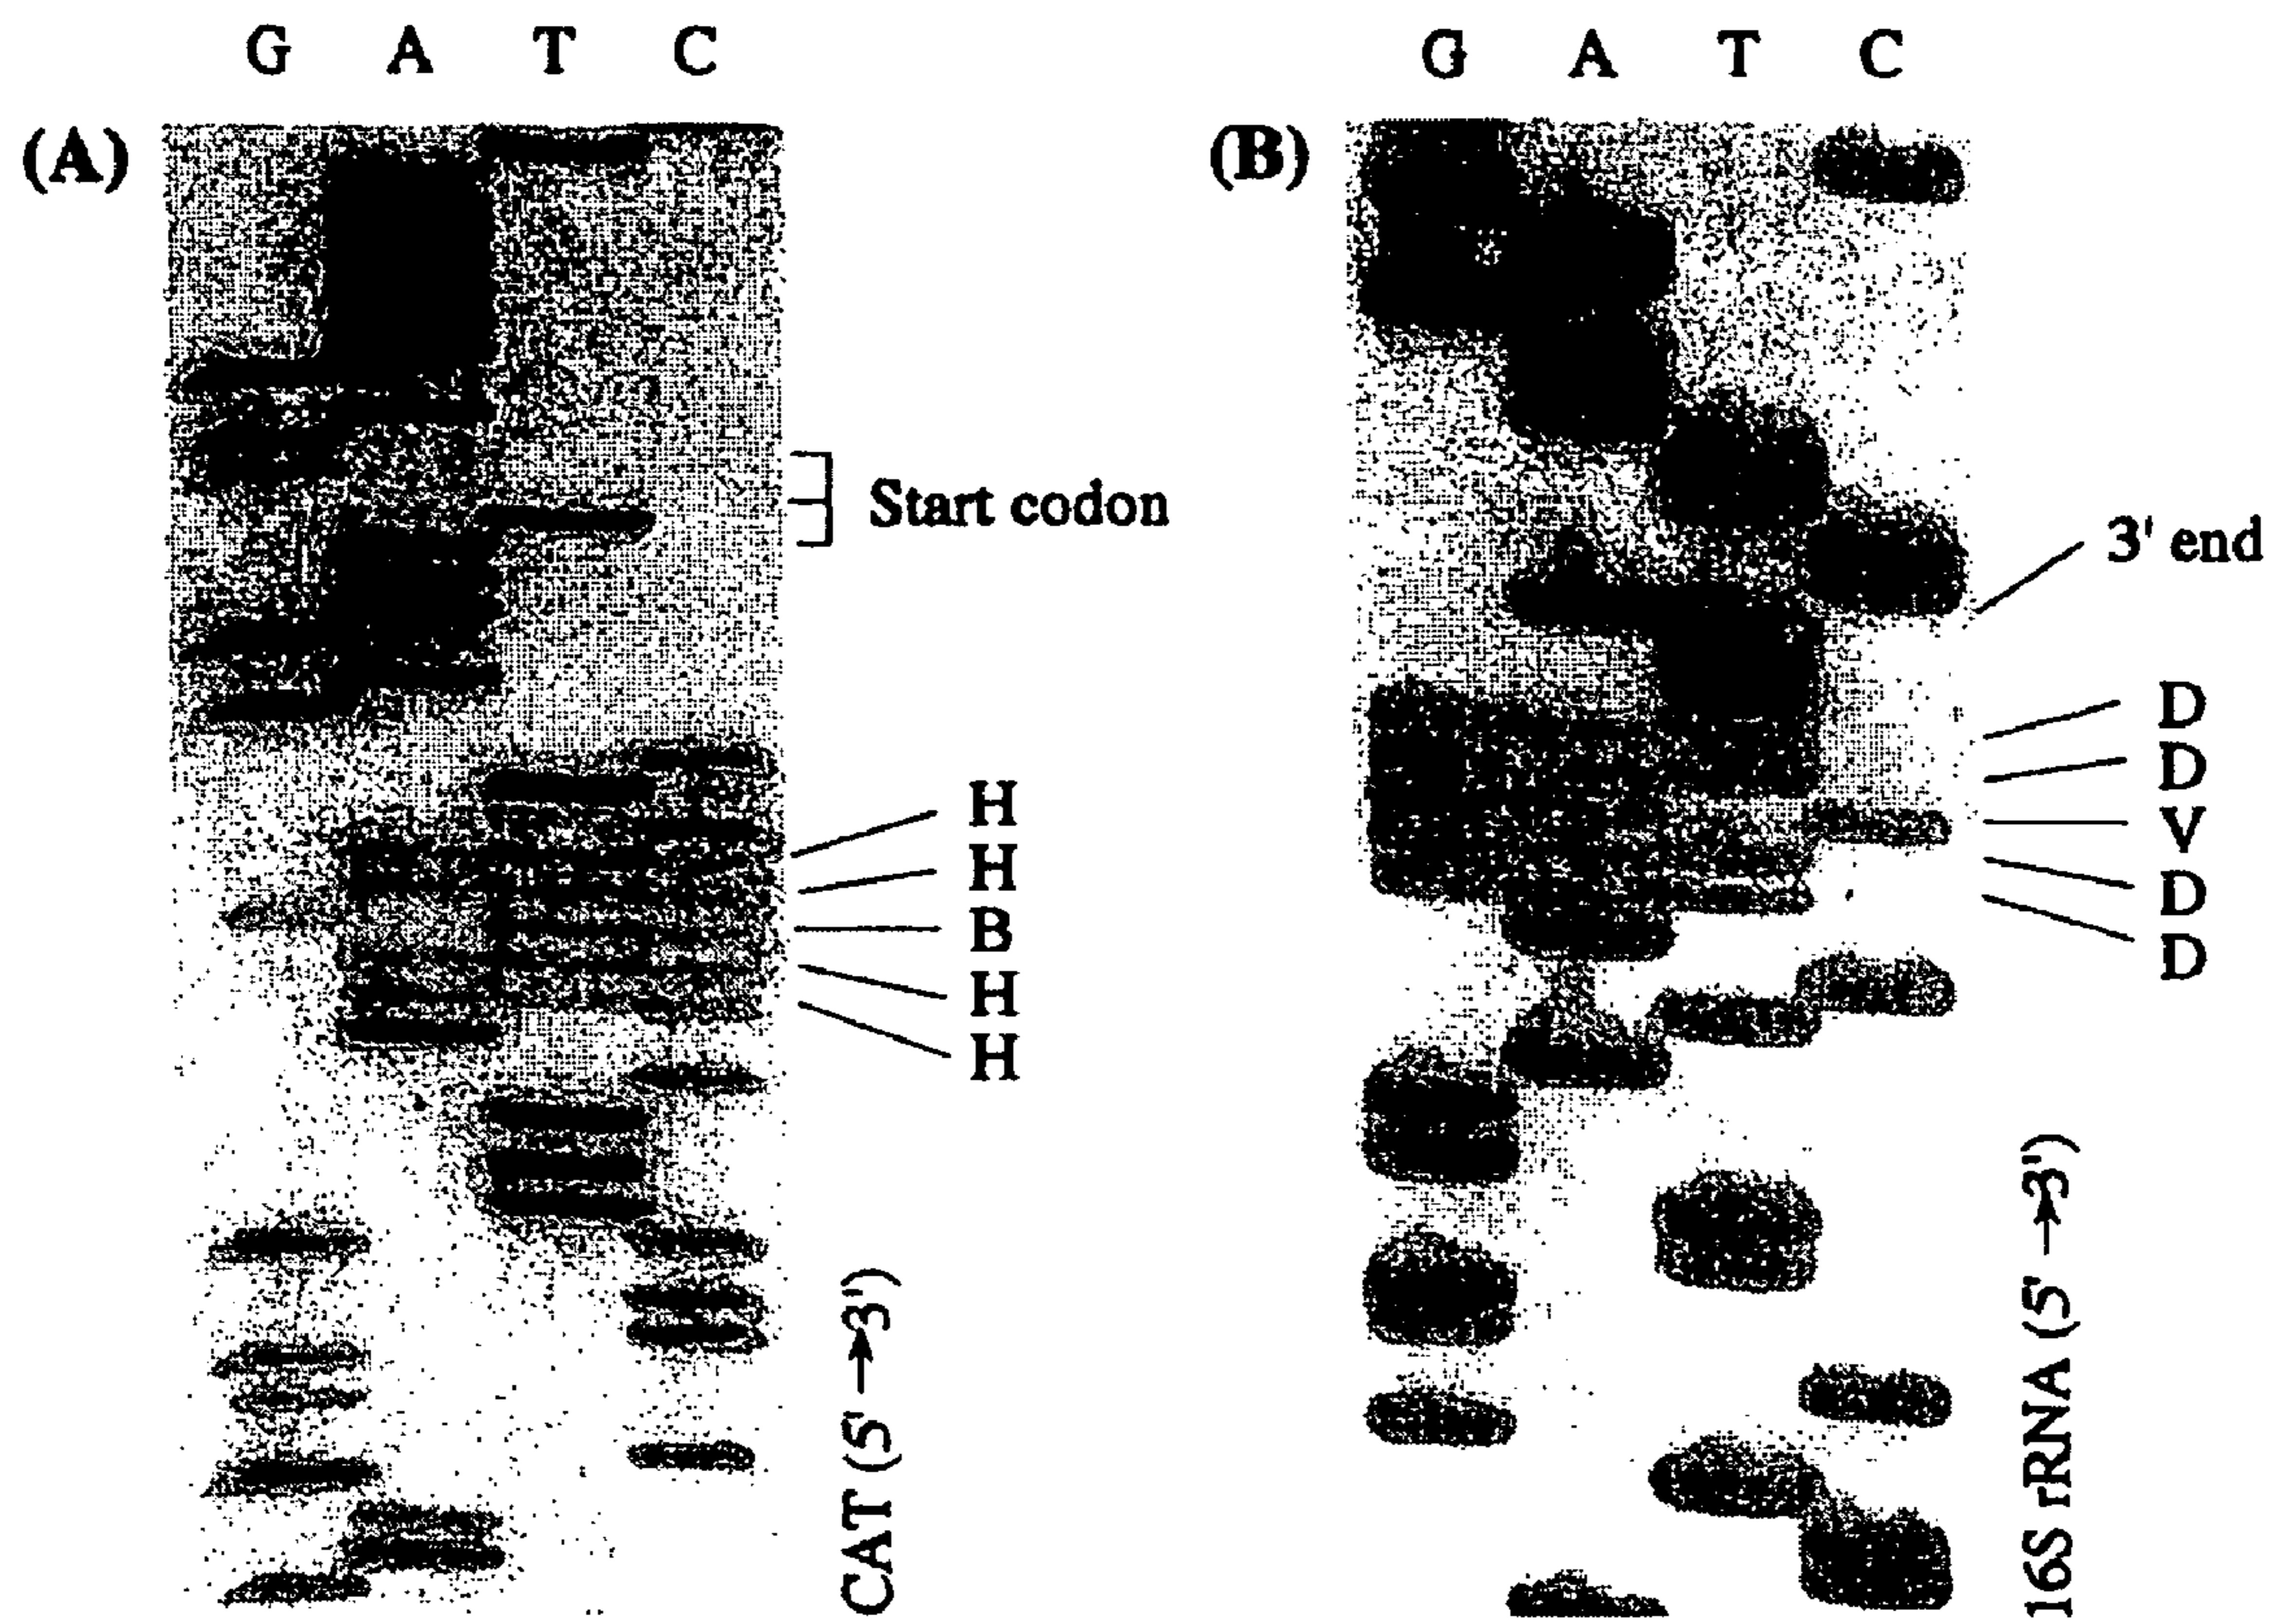 G A T C
(A)
Start codon
H
H
B
H
H
CAT (5' → 3')
G A T C
(B)
3' end
D
D
V
D
D
16S rRNA (5' → 3')